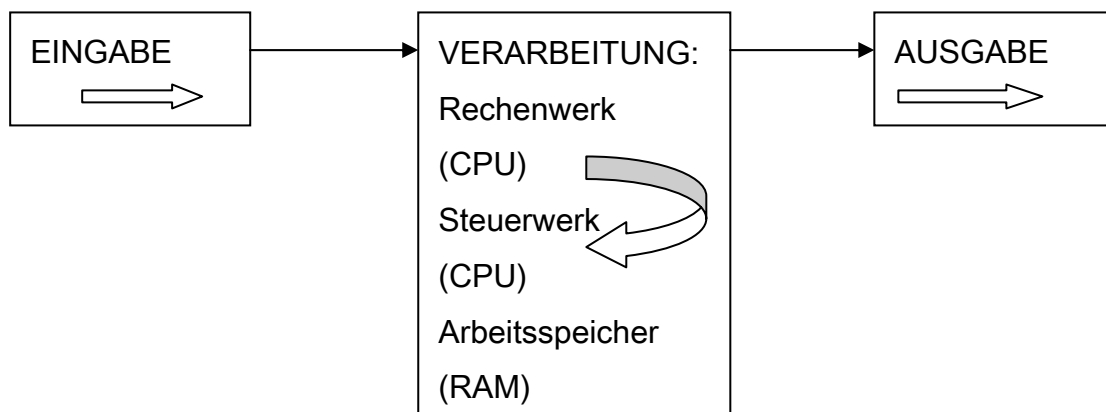 EINGABE
VERARBEITUNG:
Rechenwerk
(CPU)
Steuerwerk
(CPU)
Arbeitsspeicher
(RAM)
AUSGABE